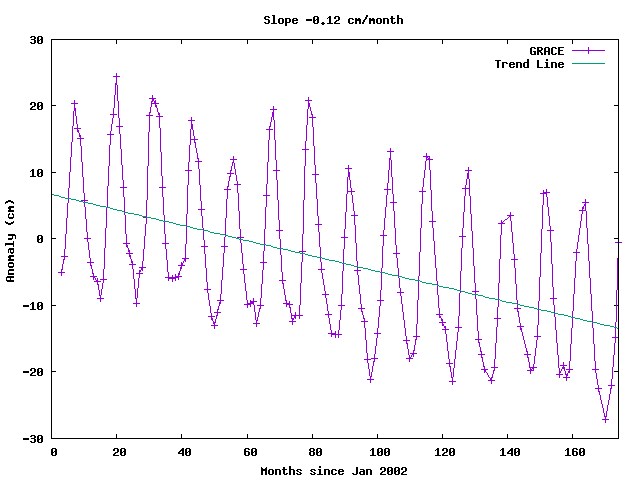 Slope -0.12 cm/month
GRACE
Trend Line
30
20
10
0
-10
-20
-30
Anomaly (cm)
0 20 40 60 80 100 120 140 160
Months since Jan 2002